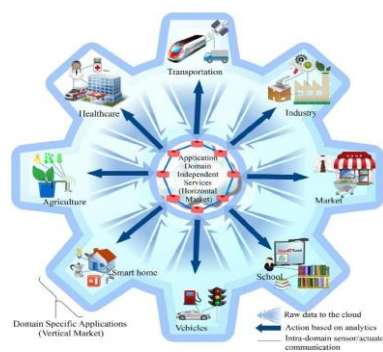 Transportation
Healthcare
Industry
Application
Domain
Independent
Services
(Horizontal
Market)
Agriculture
Market
Smart home
School
Vehicles
Domain Specific Applications
(Vertical Market)
Raw data to the cloud
Action based on analytics
Intra-domain sensor/actuator
communication